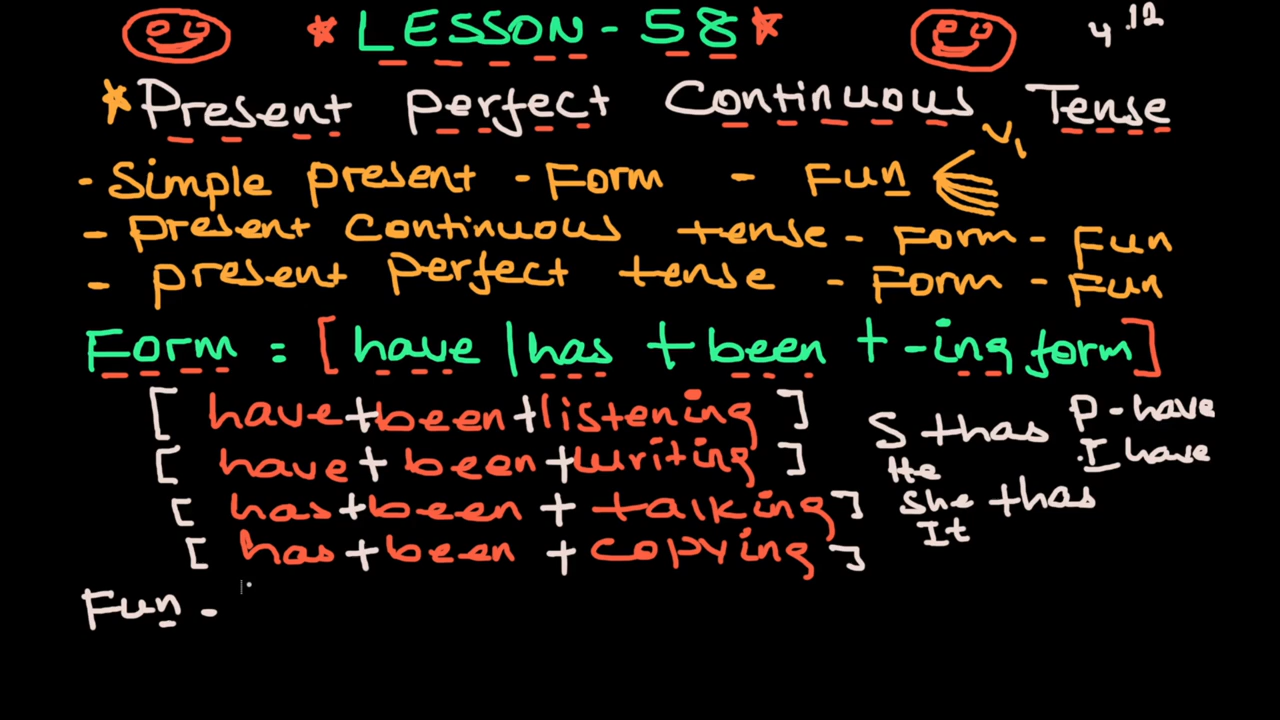 * LESSON - 58 *
4.12
* Present perfect Continuous Tense
- Simple present - Form - Fun V1
- present continuous tense - Form - Fun
- present perfect tense - Form - Fun
Form = [have | has + been + -ing form]
[ have + been + listening ]
[ have + been + writing ]
[ has + been + talking ]
[ has + been + copying ]
S + has P - have
He I have
She + has
It
Fun -